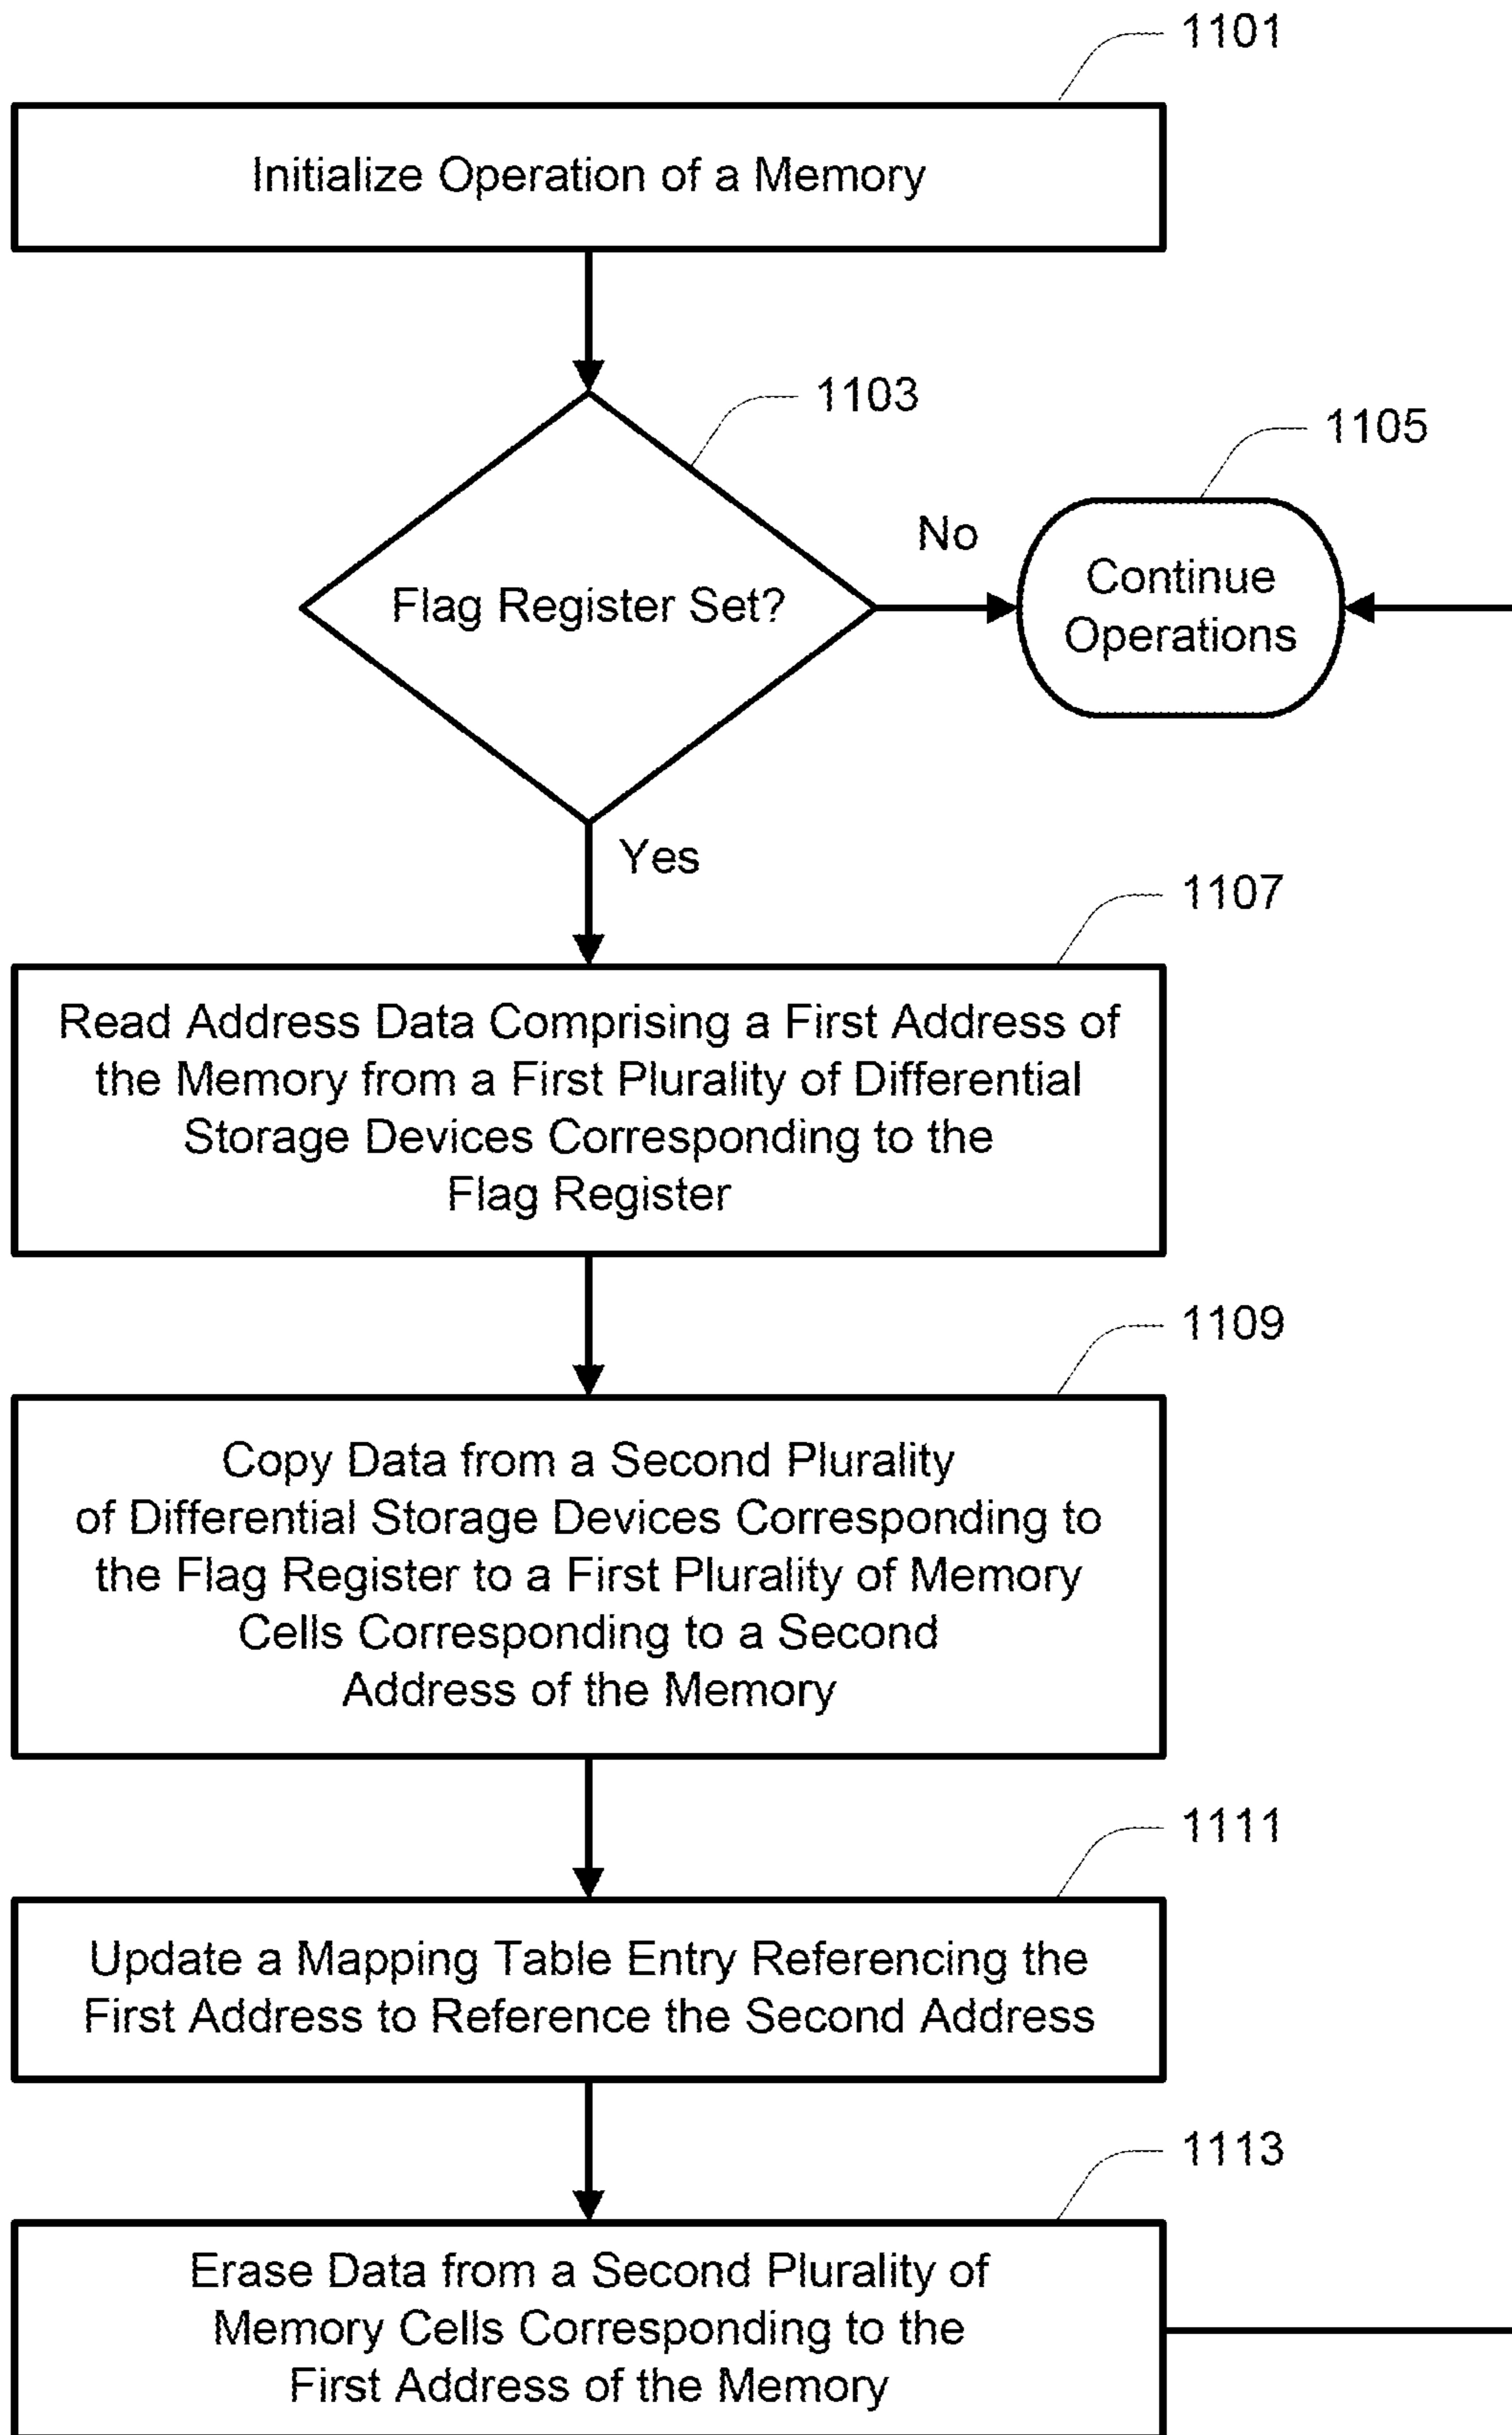 1101
Initialize Operation of a Memory
1103
1105
No
Flag Register Set?
Continue
Operations
Yes
1107
Read Address Data Comprising a First Address of
the Memory from a First Plurality of Differential
Storage Devices Corresponding to the
Flag Register
1109
Copy Data from a Second Plurality
of Differential Storage Devices Corresponding to
the Flag Register to a First Plurality of Memory
Cells Corresponding to a Second
Address of the Memory
1111
Update a Mapping Table Entry Referencing the
First Address to Reference the Second Address
1113
Erase Data from a Second Plurality of
Memory Cells Corresponding to the
First Address of the Memory